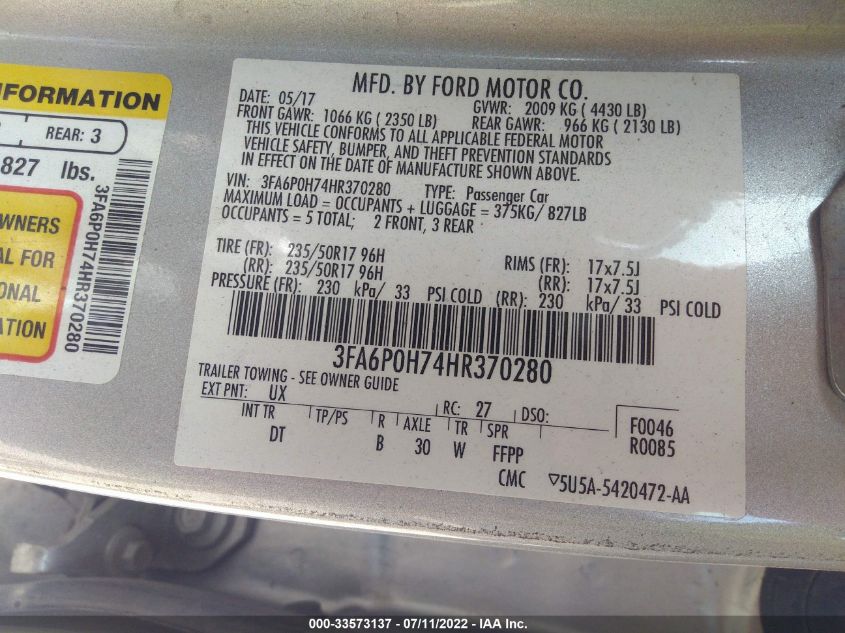 NFORMATION
REAR: 3
827 lbs.
WNERS
AL FOR
ONAL
ATION
3FA6P0H74HR370280
MFD. BY FORD MOTOR CO.
DATE: 05/17 GVWR: 2009 KG ( 4430 LB)
FRONT GAWR: 1066 KG ( 2350 LB) REAR GAWR: 966 KG ( 2130 LB)
THIS VEHICLE CONFORMS TO ALL APPLICABLE FEDERAL MOTOR
VEHICLE SAFETY, BUMPER, AND THEFT PREVENTION STANDARDS
IN EFFECT ON THE DATE OF MANUFACTURE SHOWN ABOVE.
VIN: 3FA6P0H74HR370280 TYPE: Passenger Car
MAXIMUM LOAD = OCCUPANTS + LUGGAGE = 375KG/ 827LB
OCCUPANTS = 5 TOTAL; 2 FRONT, 3 REAR
TIRE (FR): 235/50R17 96H RIMS (FR): 17x7.5J
(RR): 235/50R17 96H (RR): 17x7.5J
PRESSURE (FR): 230 kPa/ 33 PSI COLD (RR): 230 kPa/ 33 PSI COLD
3FA6P0H74HR370280
TRAILER TOWING - SEE OWNER GUIDE
EXT PNT: UX RC: 27 DSO: F0046
INT TR TP/PS R AXLE TR SPR R0085
DT B 30 W FFPP
CMC ▽5U5A-5420472-AA
000-33573137 - 07/11/2022 - IAA Inc.